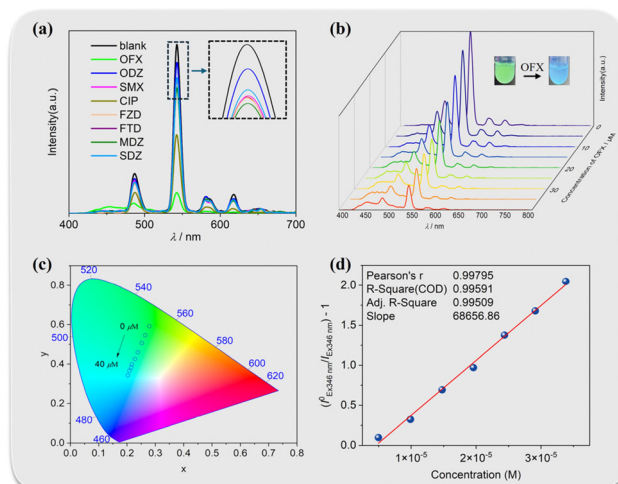 (a)
blank
OFX
ODZ
SMX
CIP
FZD
FTD
MDZ
SDZ
Intensity(a.u.)
400 500 600 700
λ / nm
(b)
OFX
Intensity(a.u.)
0
10
20
30
Concentration of OFX / μM
400 450 500 550 600 650 700 750 800
λ / nm
(c)
520
540
560
500
580
600
620
480
460
0 μM
40 μM
y
0.8
0.6
0.4
0.2
0.0
0.0 0.1 0.2 0.3 0.4 0.5 0.6 0.7 0.8
x
(d)
Pearson's r 0.99795
R-Square(COD) 0.99591
Adj. R-Square 0.99509
Slope 68656.86
(I⁰Ex346 nm/IEx346 nm) - 1
2.0
1.5
1.0
0.5
0.0
1×10⁻⁵ 2×10⁻⁵ 3×10⁻⁵
Concentration (M)